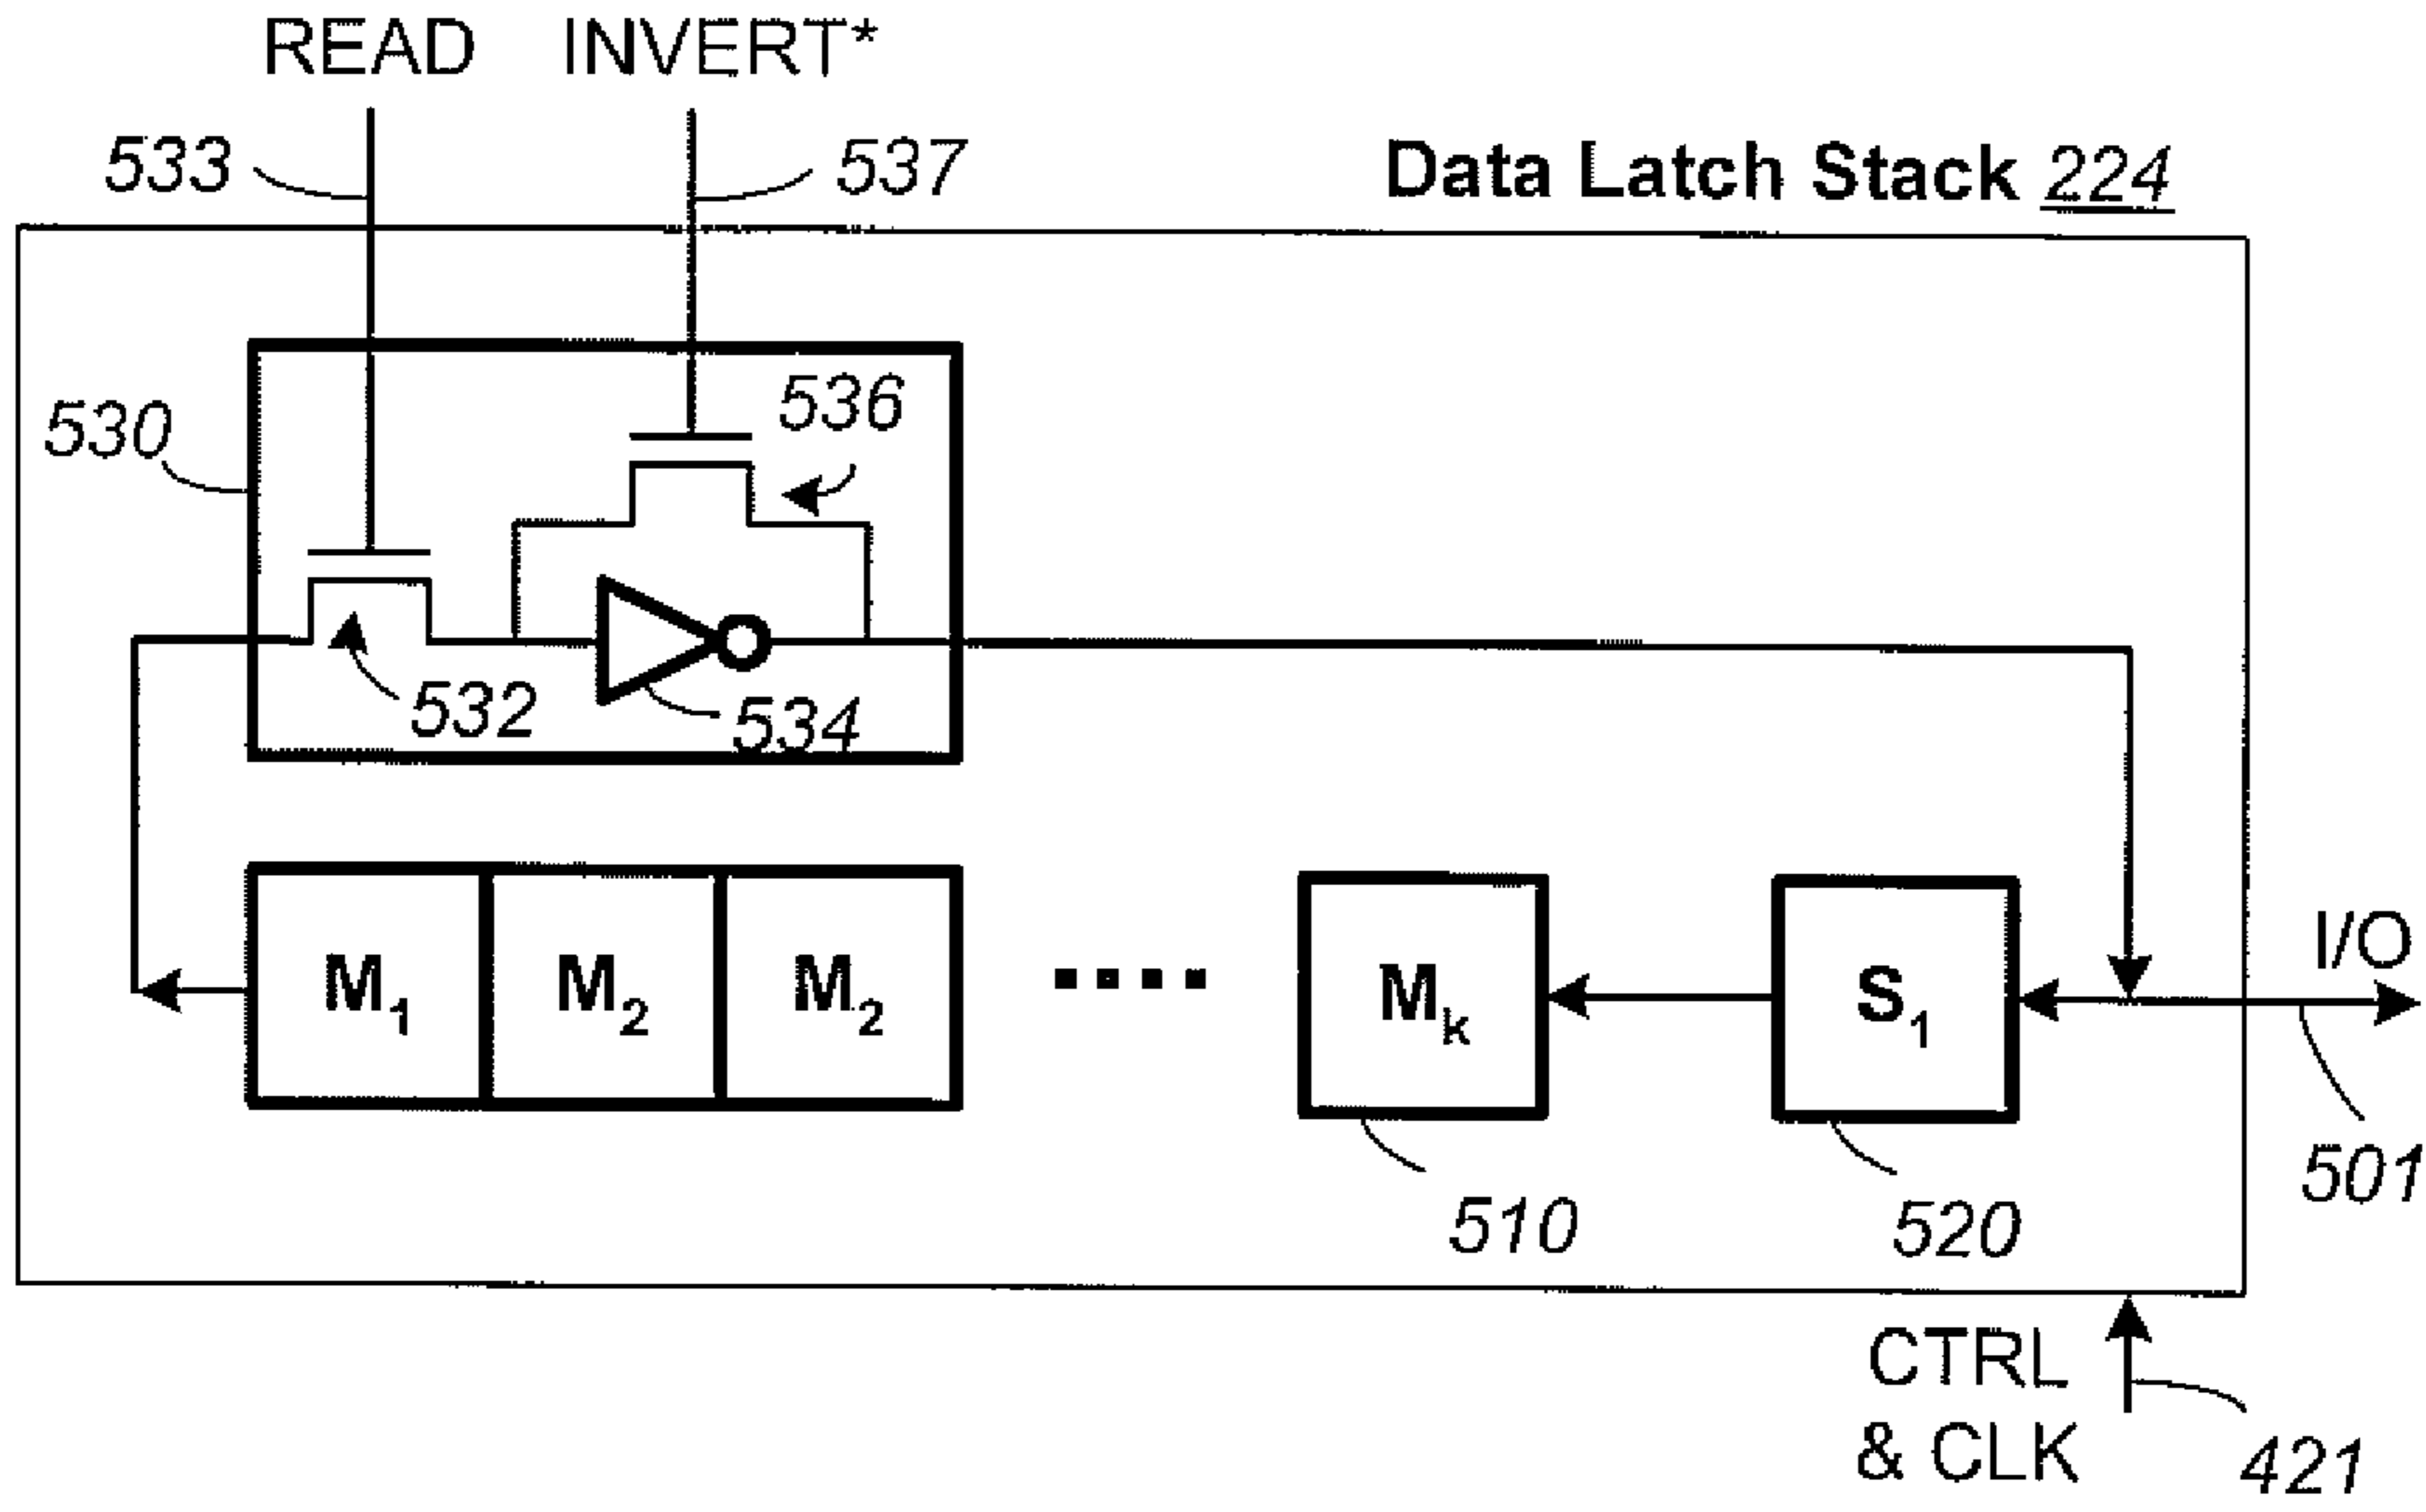 READ INVERT*
533 537
Data Latch Stack 224
530
536
532
534
M1 M2 M2 Mk S1
I/O
501
510
520
CTRL
& CLK
421